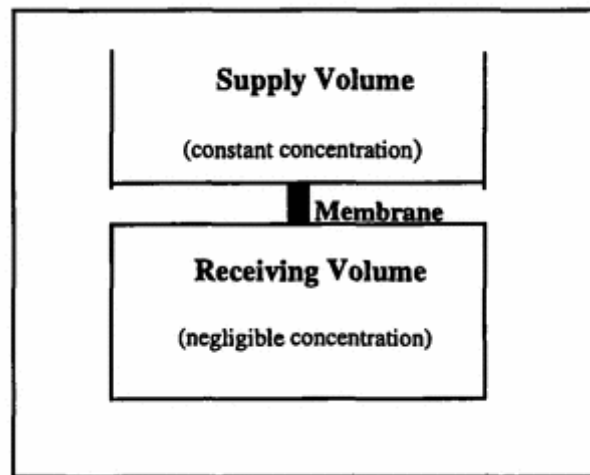 Supply Volume
(constant concentration)
Membrane
Receiving Volume
(negligible concentration)